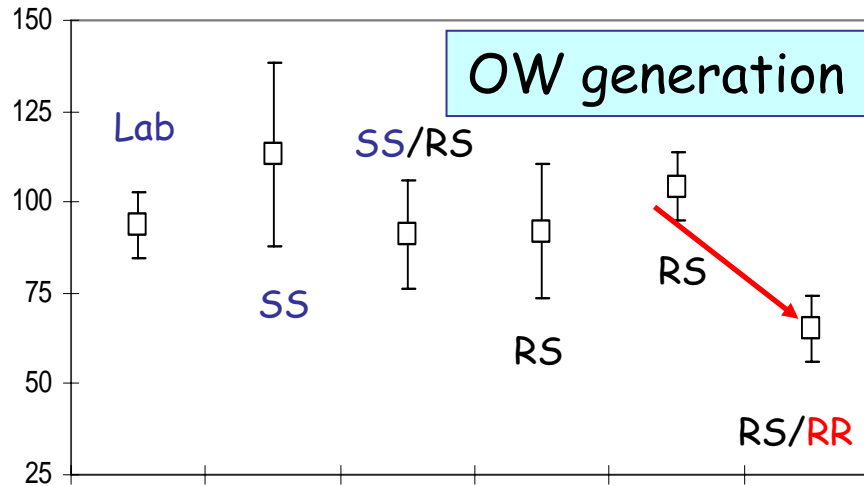 150
OW generation
125
Lab
SS/RS
100
RS
75
SS
RS
50
RS/RR
25